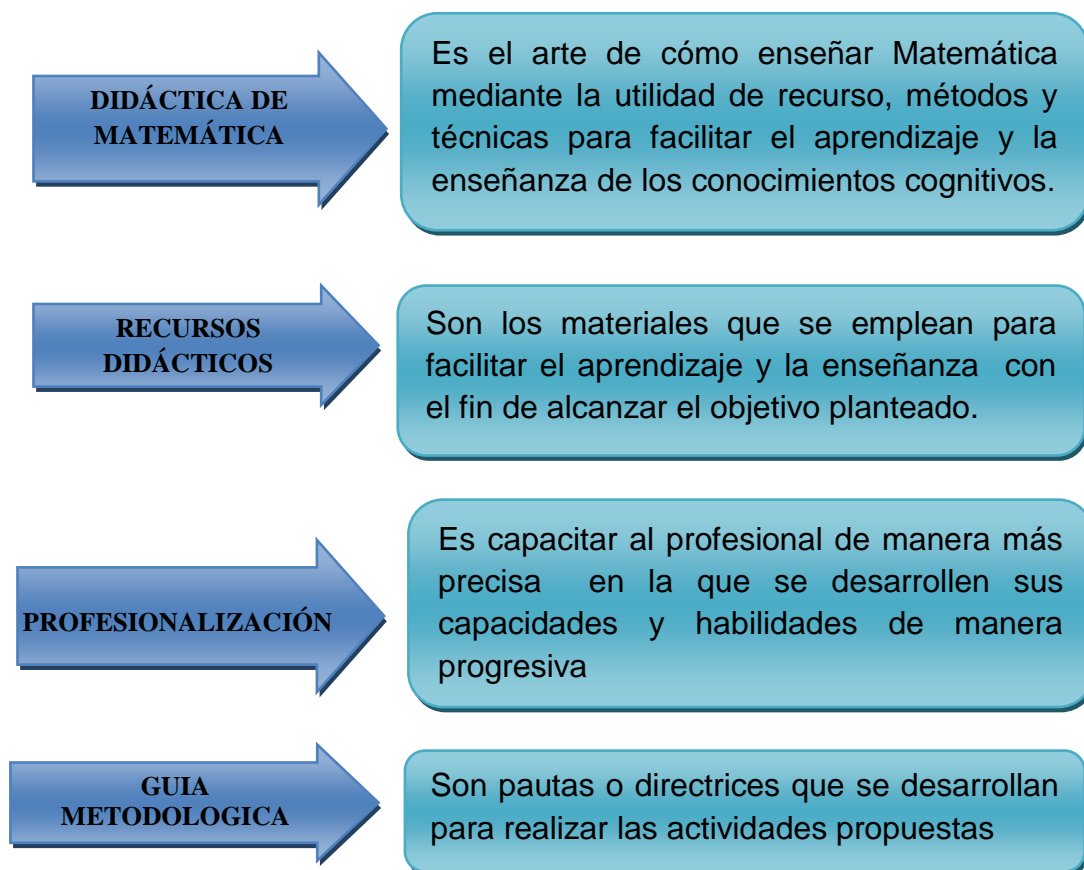 DIDÁCTICA DE
MATEMÁTICA
Es el arte de cómo enseñar Matemática
mediante la utilidad de recurso, métodos y
técnicas para facilitar el aprendizaje y la
enseñanza de los conocimientos cognitivos.
RECURSOS
DIDÁCTICOS
Son los materiales que se emplean para
facilitar el aprendizaje y la enseñanza con
el fin de alcanzar el objetivo planteado.
PROFESIONALIZACIÓN
Es capacitar al profesional de manera más
precisa en la que se desarrollen sus
capacidades y habilidades de manera
progresiva
GUIA
METODOLOGICA
Son pautas o directrices que se desarrollan
para realizar las actividades propuestas